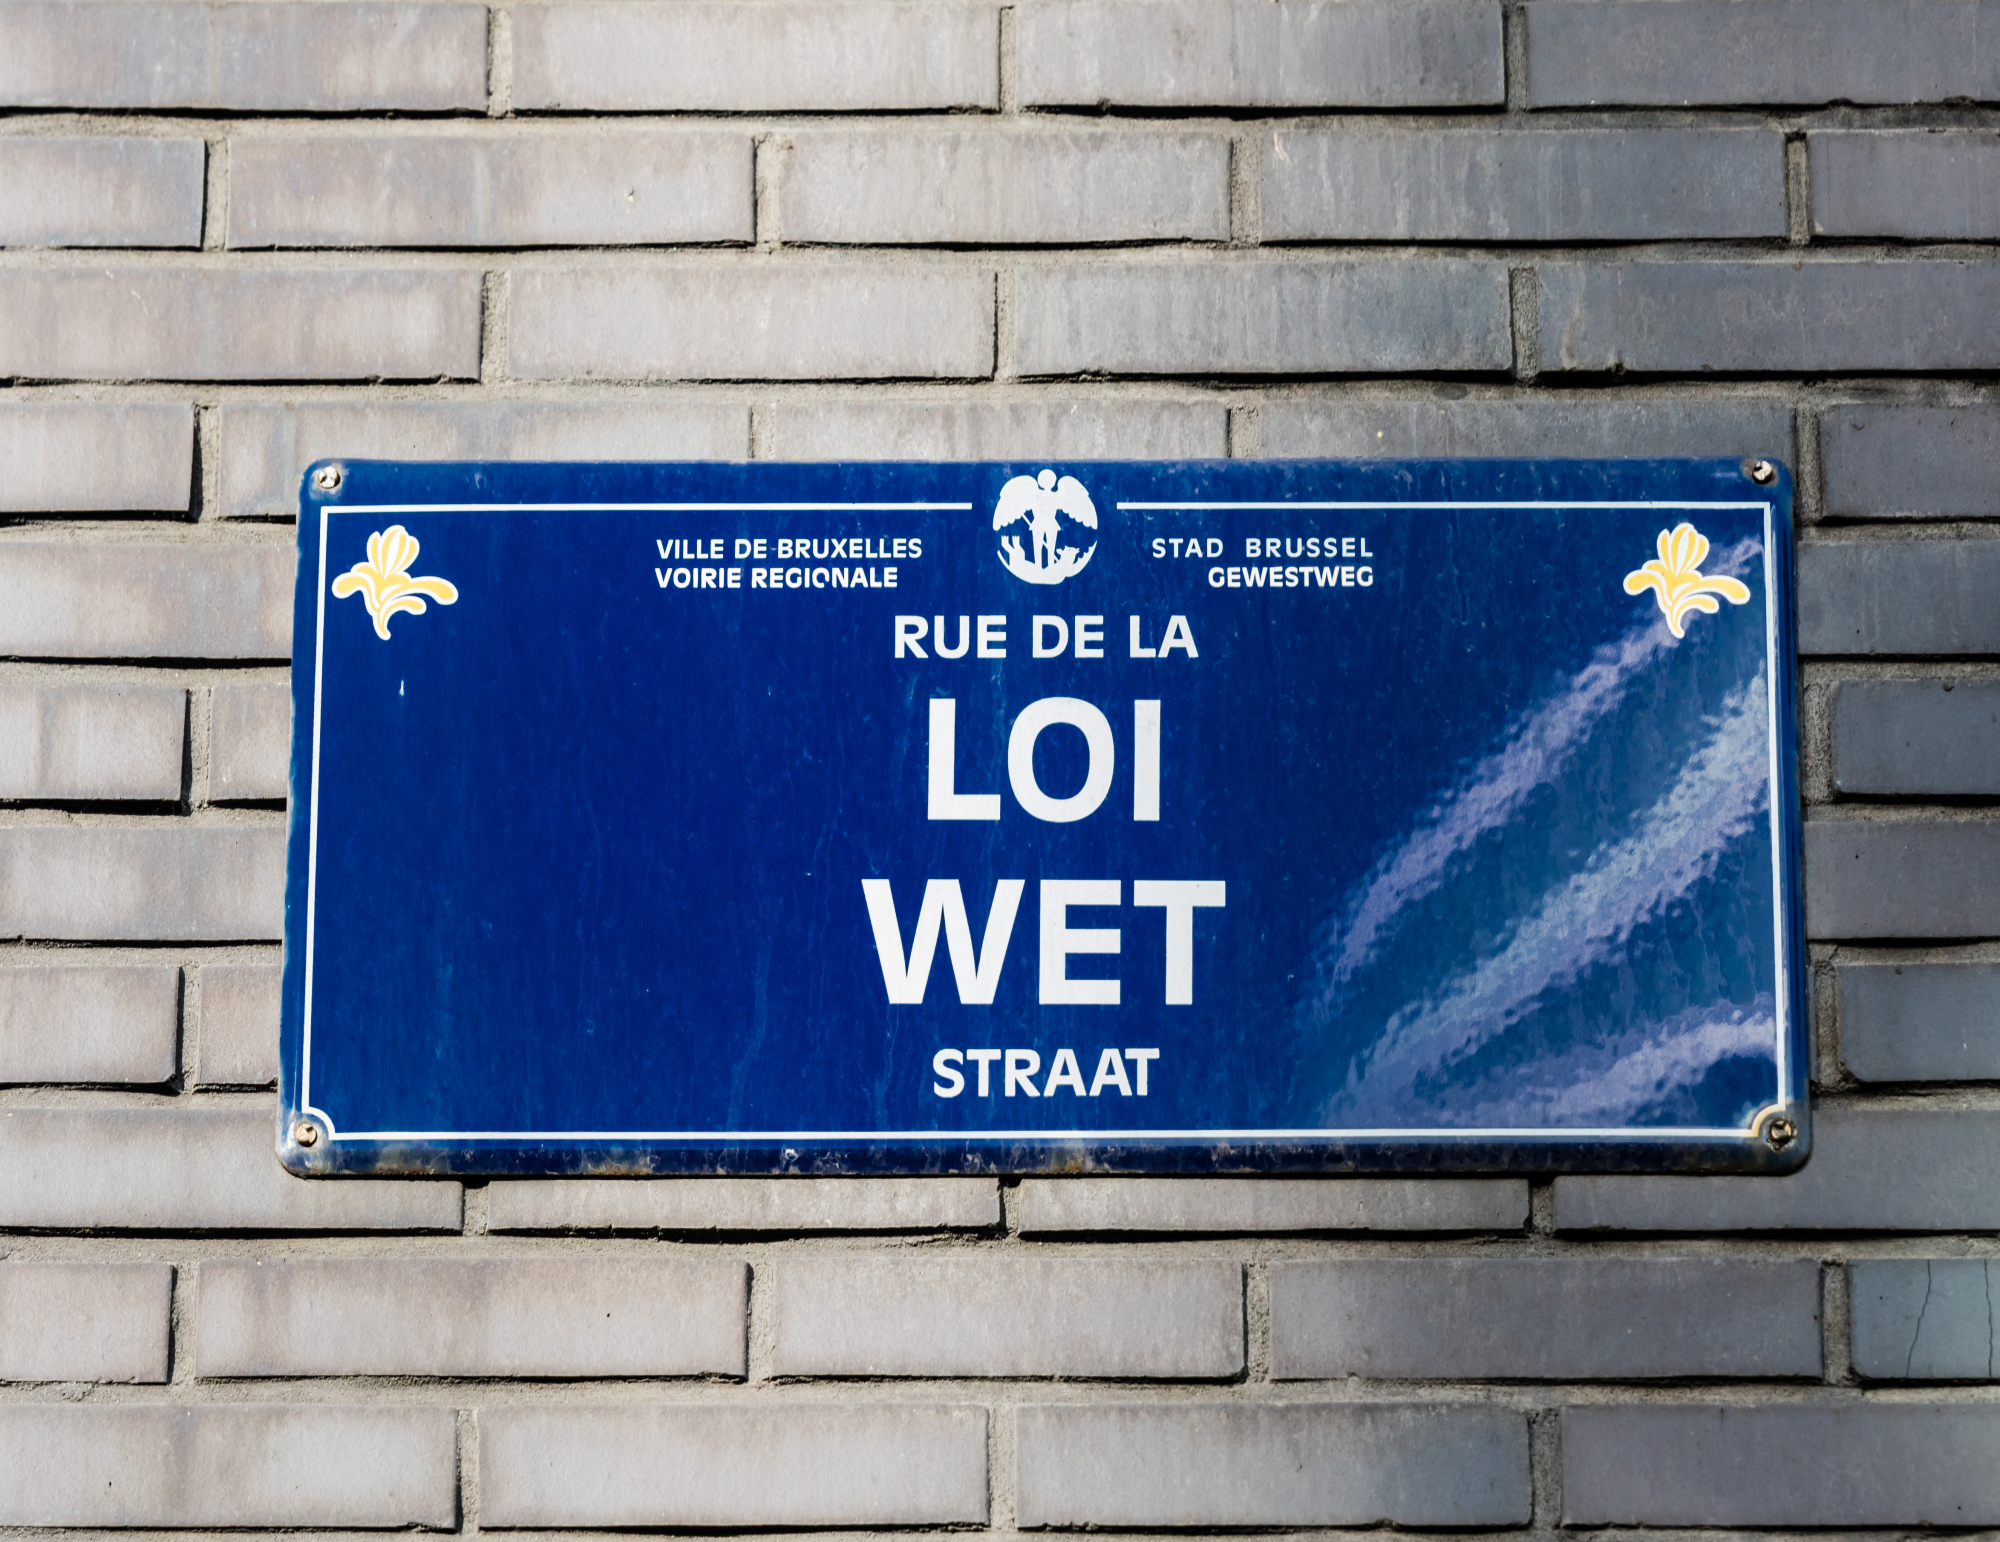 VILLE DE BRUXELLES
VOIRIE REGIONALE
STAD BRUSSEL
GEWESTWEG
RUE DE LA
LOI
WET
STRAAT